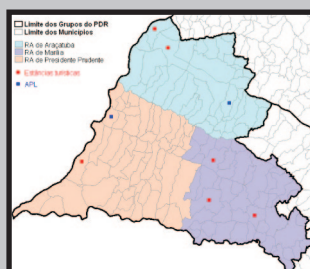 Limite dos Grupos do PDR
Limite dos Municípios
RA de Araçatuba
RA de Marília
RA de Presidente Prudente
Estâncias turísticas
APL